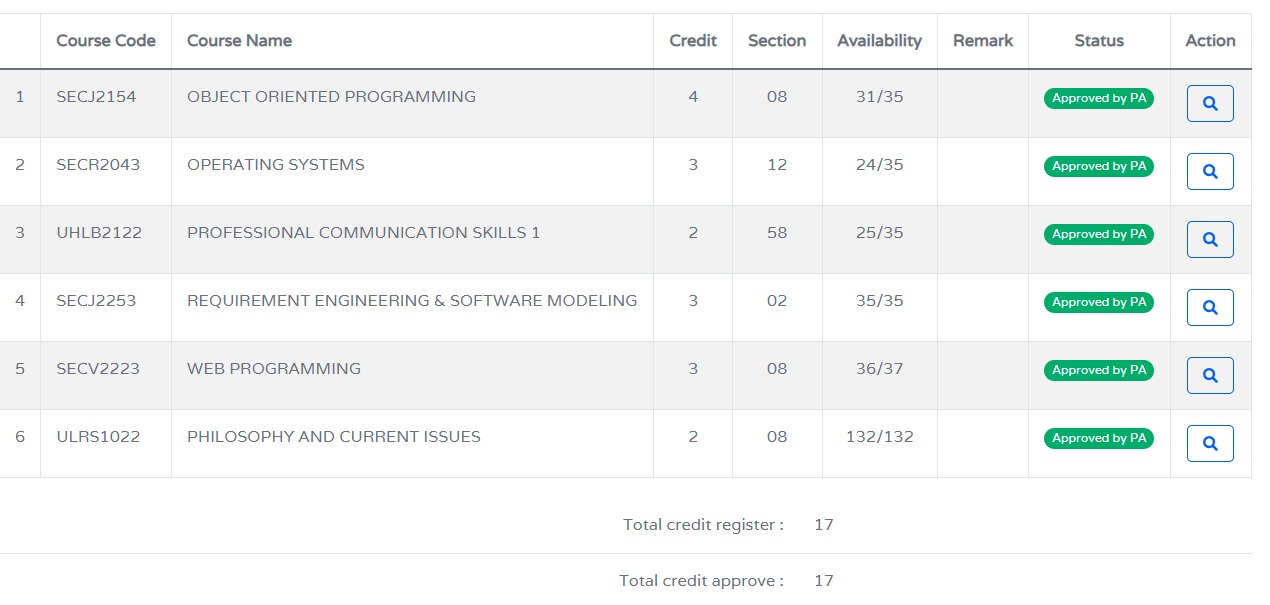 Course Code Course Name Credit Section Availability Remark Status Action
1 SECJ2154 OBJECT ORIENTED PROGRAMMING 4 08 31/35 Approved by PA
2 SECR2043 OPERATING SYSTEMS 3 12 24/35 Approved by PA
3 UHLB2122 PROFESSIONAL COMMUNICATION SKILLS 1 2 58 25/35 Approved by PA
4 SECJ2253 REQUIREMENT ENGINEERING & SOFTWARE MODELING 3 02 35/35 Approved by PA
5 SECV2223 WEB PROGRAMMING 3 08 36/37 Approved by PA
6 ULRS1022 PHILOSOPHY AND CURRENT ISSUES 2 08 132/132 Approved by PA
Total credit register : 17
Total credit approve : 17